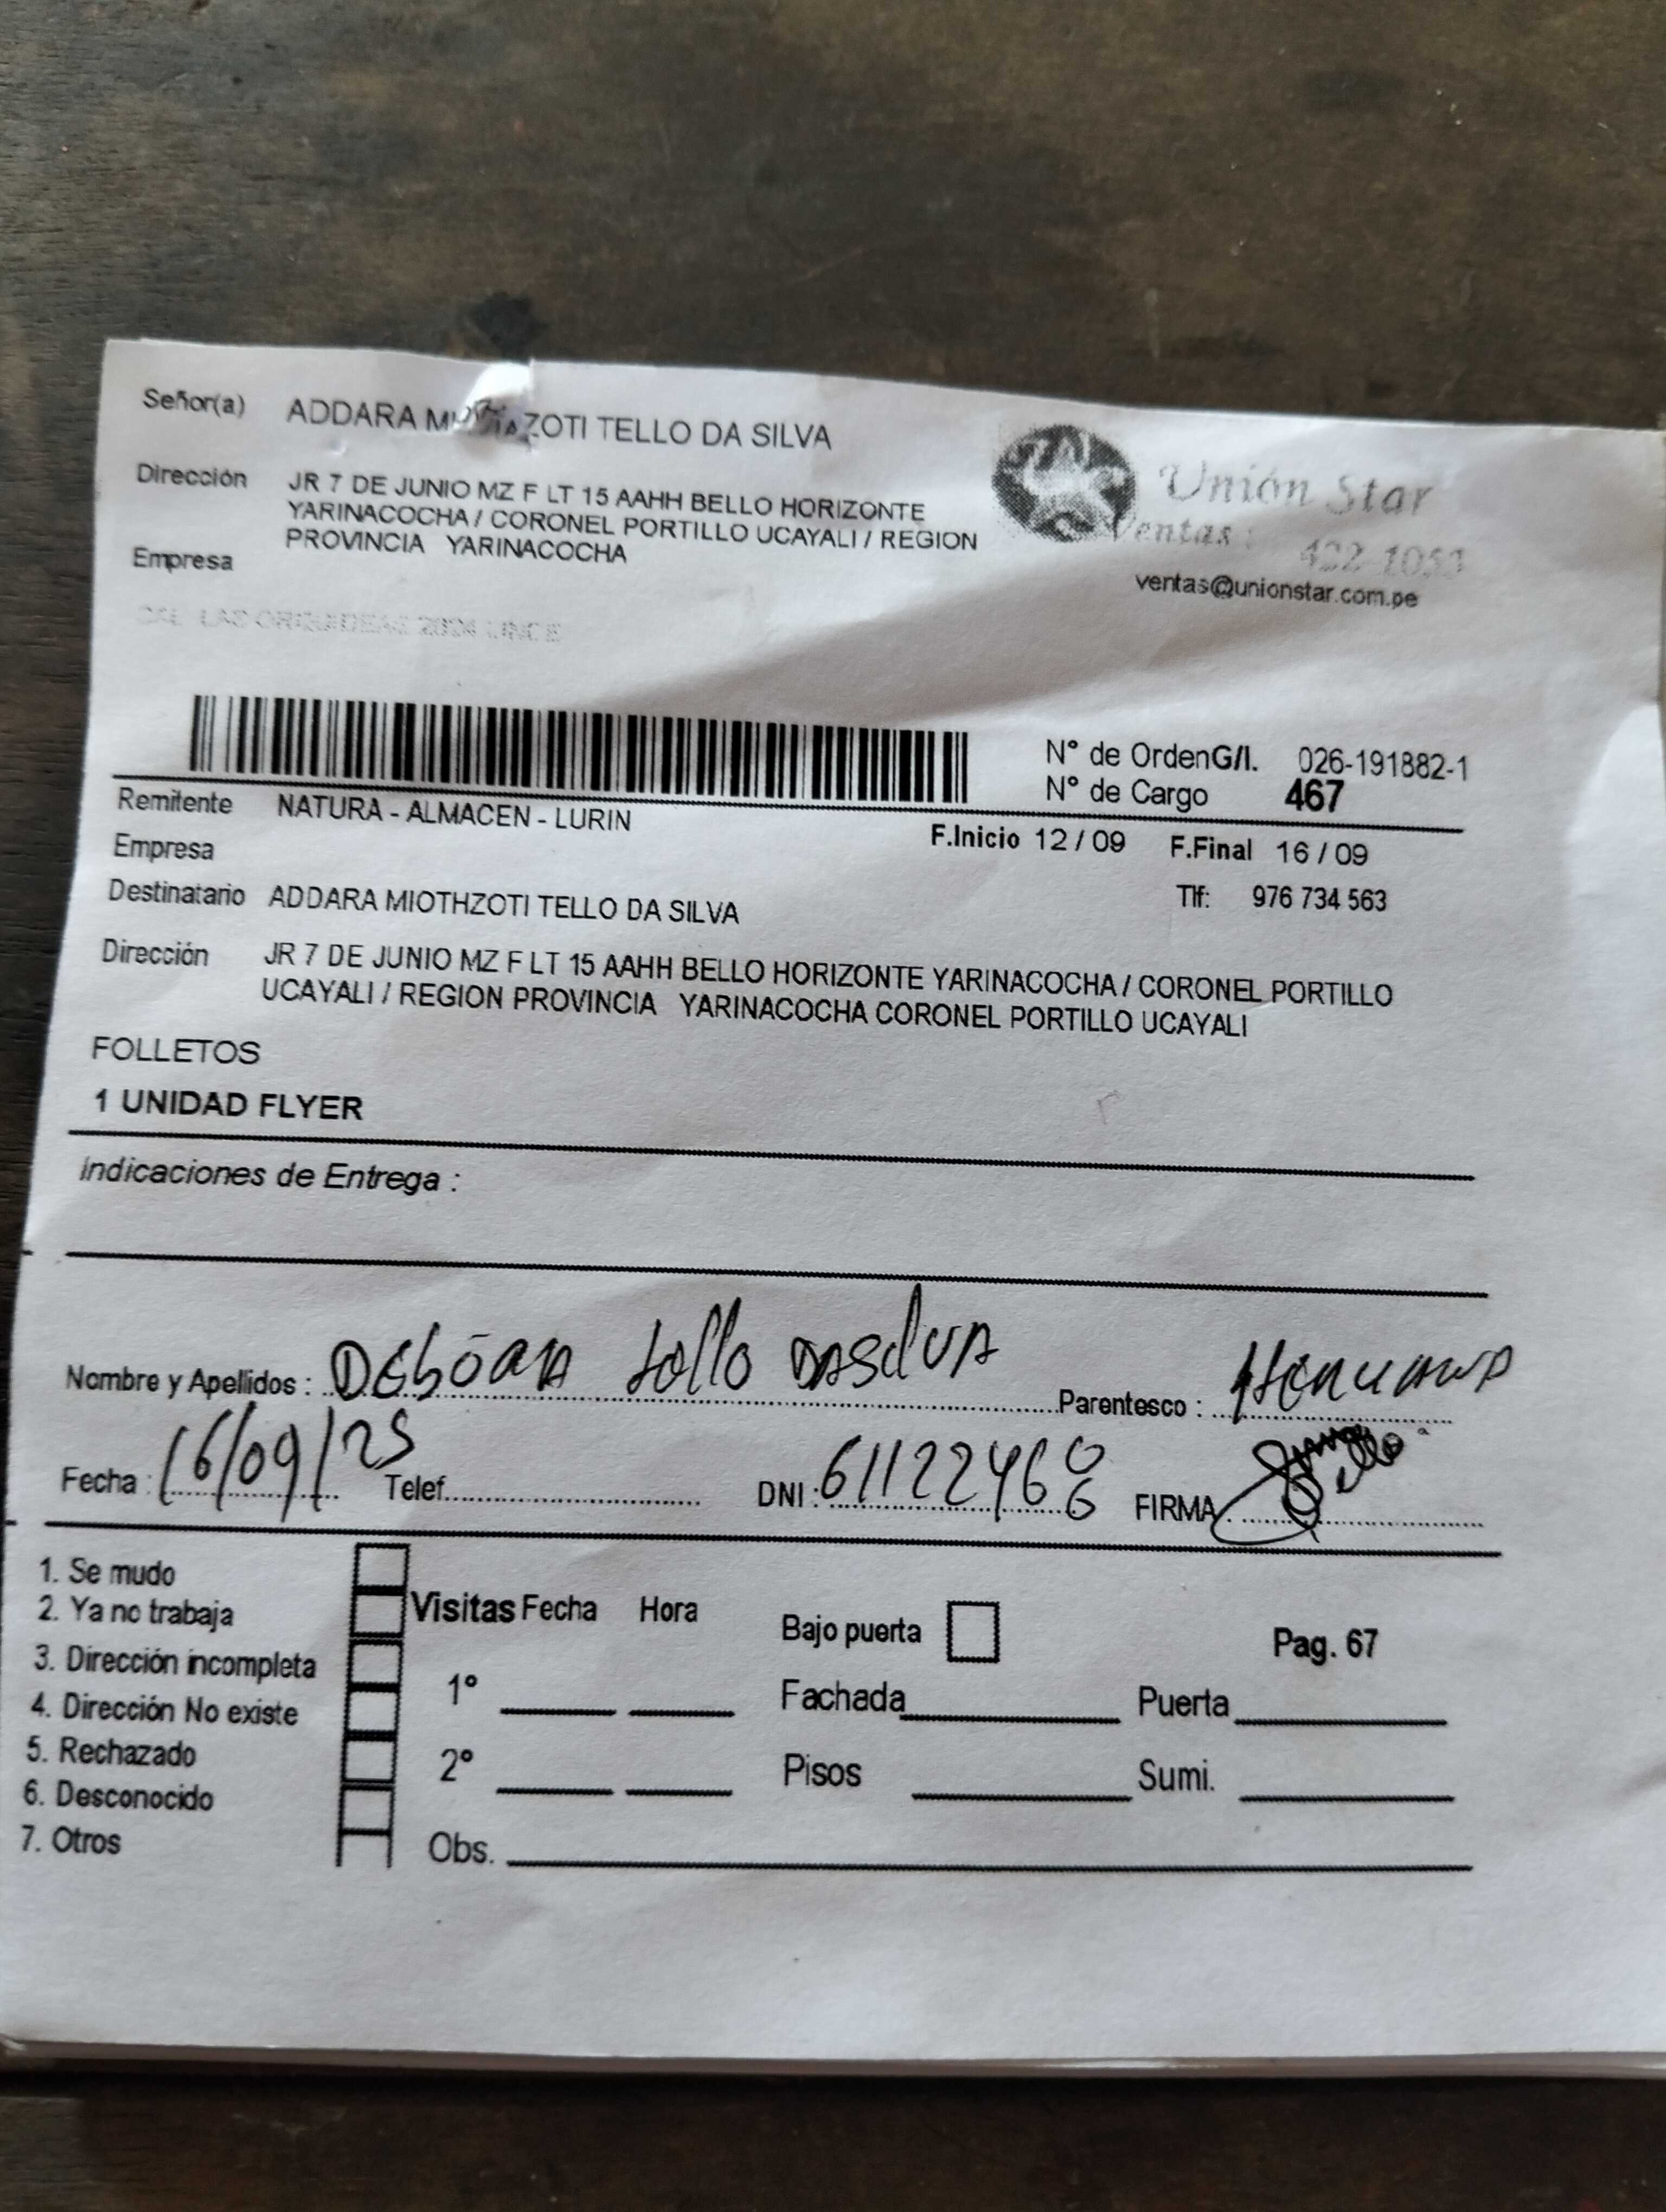 Señor(a) ADDARA ZOTI TELLO DA SILVA
Dirección JR 7 DE JUNIO MZ F LT 15 AAHH BELLO HORIZONTE
YARINACOCHA / CORONEL PORTILLO UCAYALI / REGION
PROVINCIA YARINACOCHA
Empresa
Unión Star
Ventas : 422-1053
ventas@unionstar.com.pe
2024 LINCE
N° de OrdenG/I. 026-191882-1
N° de Cargo 467
Remitente NATURA - ALMACEN - LURIN
F.Inicio 12 / 09 F.Final 16 / 09
Empresa
Destinatario ADDARA MIOTHZOTI TELLO DA SILVA
Tlf: 976 734 563
Dirección JR 7 DE JUNIO MZ F LT 15 AAHH BELLO HORIZONTE YARINACOCHA / CORONEL PORTILLO
UCAYALI / REGION PROVINCIA YARINACOCHA CORONEL PORTILLO UCAYALI
FOLLETOS
1 UNIDAD FLYER
Indicaciones de Entrega :
Nombre y Apellidos : Tello Parentesco :
Fecha : 16/09/25 Telef. DNI : FIRMA
1. Se mudo
2. Ya no trabaja
3. Dirección incompleta
4. Dirección No existe
5. Rechazado
6. Desconocido
7. Otros
Visitas Fecha Hora
1°
2°
Obs.
Bajo puerta
Pag. 67
Fachada Puerta
Pisos Sumi.